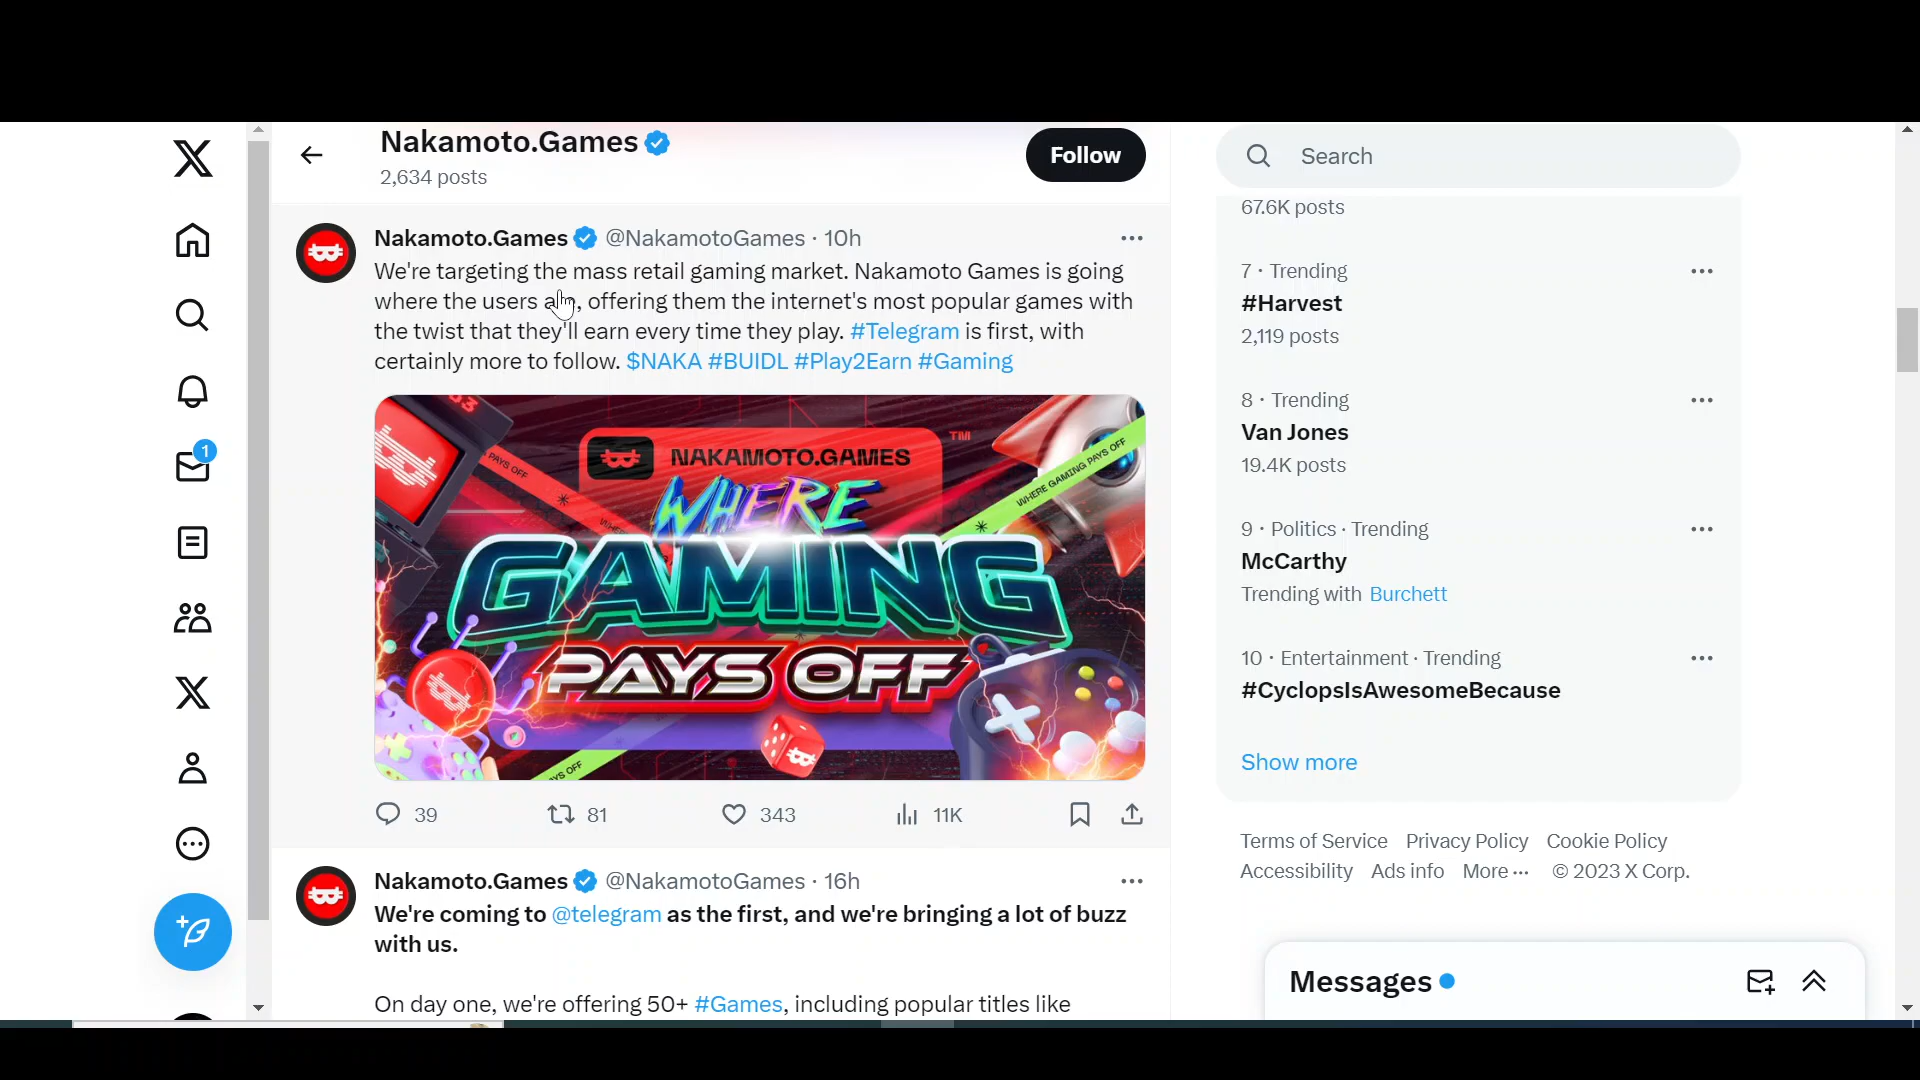 Nakamoto.Games
2,634 posts
Follow
Nakamoto.Games @NakamotoGames · 10h
We're targeting the mass retail gaming market. Nakamoto Games is going
where the users are, offering them the internet's most popular games with
the twist that they'll earn every time they play. #Telegram is first, with
certainly more to follow. $NAKA #BUIDL #Play2Earn #Gaming
03
PAYS OFF
NAKAMOTO.GAMES
TM
WHERE GAMING PAYS OFF
WHERE
GAMING
PAYS OFF
39
81
343
11K
Nakamoto.Games @NakamotoGames · 16h
We're coming to @telegram as the first, and we're bringing a lot of buzz
with us.
On day one, we're offering 50+ #Games, including popular titles like
1
Search
67.6K posts
7 · Trending
#Harvest
2,119 posts
8 · Trending
Van Jones
19.4K posts
9 · Politics · Trending
McCarthy
Trending with Burchett
10 · Entertainment · Trending
#CyclopsIsAwesomeBecause
Show more
Terms of Service Privacy Policy Cookie Policy
Accessibility Ads info More ··· © 2023 X Corp.
Messages